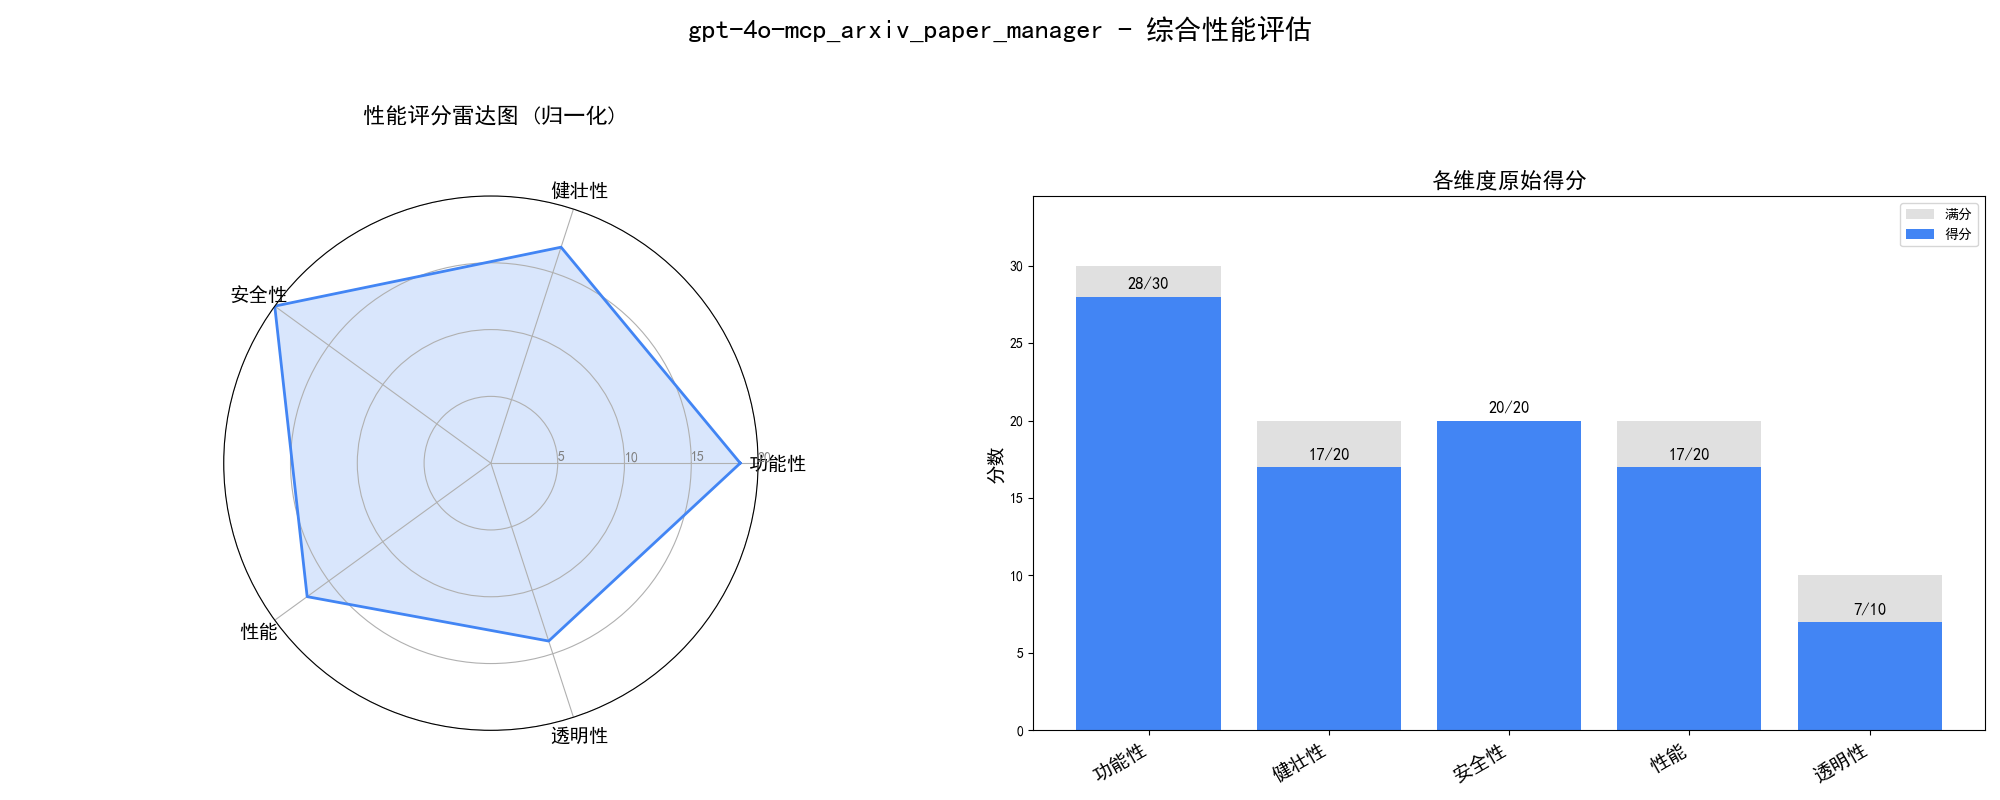 gpt-4o-mcp_arxiv_paper_manager - 综合性能评估
性能评分雷达图 (归一化)
健壮性
安全性
功能性
性能
透明性
5
10
15
20
各维度原始得分
满分
得分
分数
30
25
20
15
10
5
0
28/30
17/20
20/20
17/20
7/10
功能性
健壮性
安全性
性能
透明性